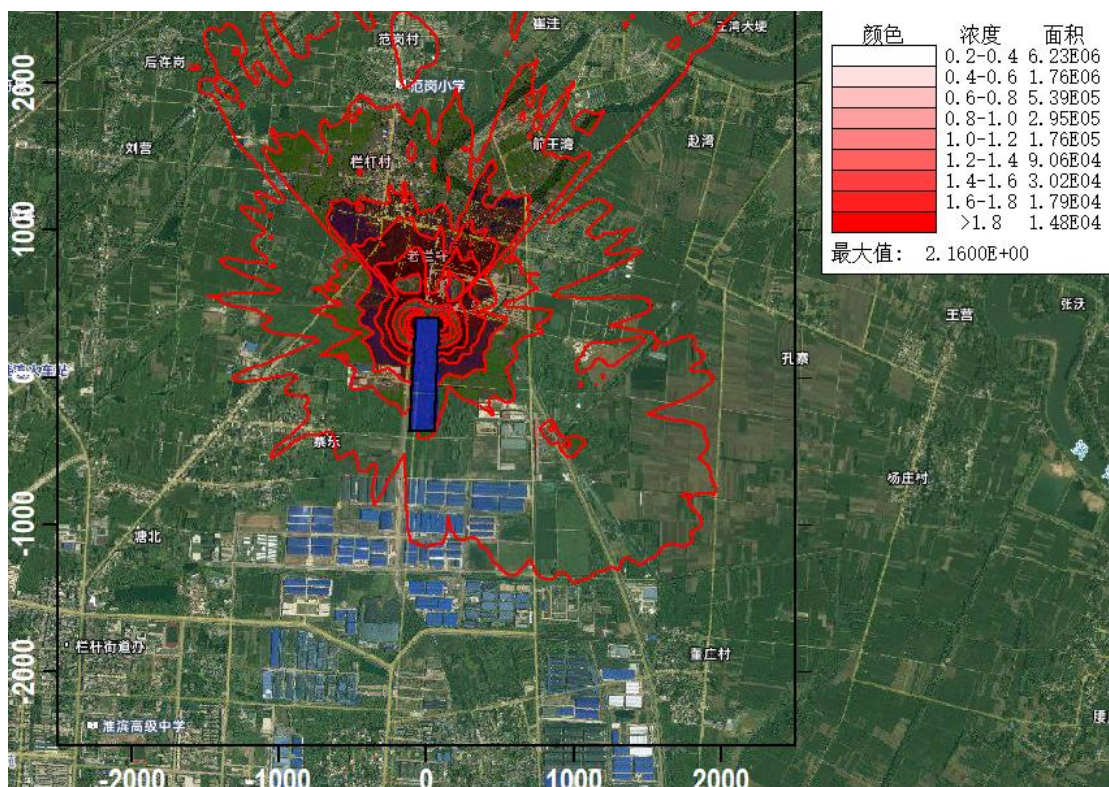 崔洼
王湾大埂
范岗村
后许岗
范岗小学
刘营
栏杆村
前王湾
赵湾
颜色 浓度 面积
0.2-0.4 6.23E06
0.4-0.6 1.76E06
0.6-0.8 5.39E05
0.8-1.0 2.95E05
1.0-1.2 1.76E05
1.2-1.4 9.06E04
1.4-1.6 3.02E04
1.6-1.8 1.79E04
>1.8 1.48E04
最大值: 2.1600E+00
2000
1000
0
-1000
-2000
张沃
王营
孔寨
寨东
杨庄村
塘北
栏杆街道办
董庄村
淮滨高级中学
腰
-2000 -1000 0 1000 2000